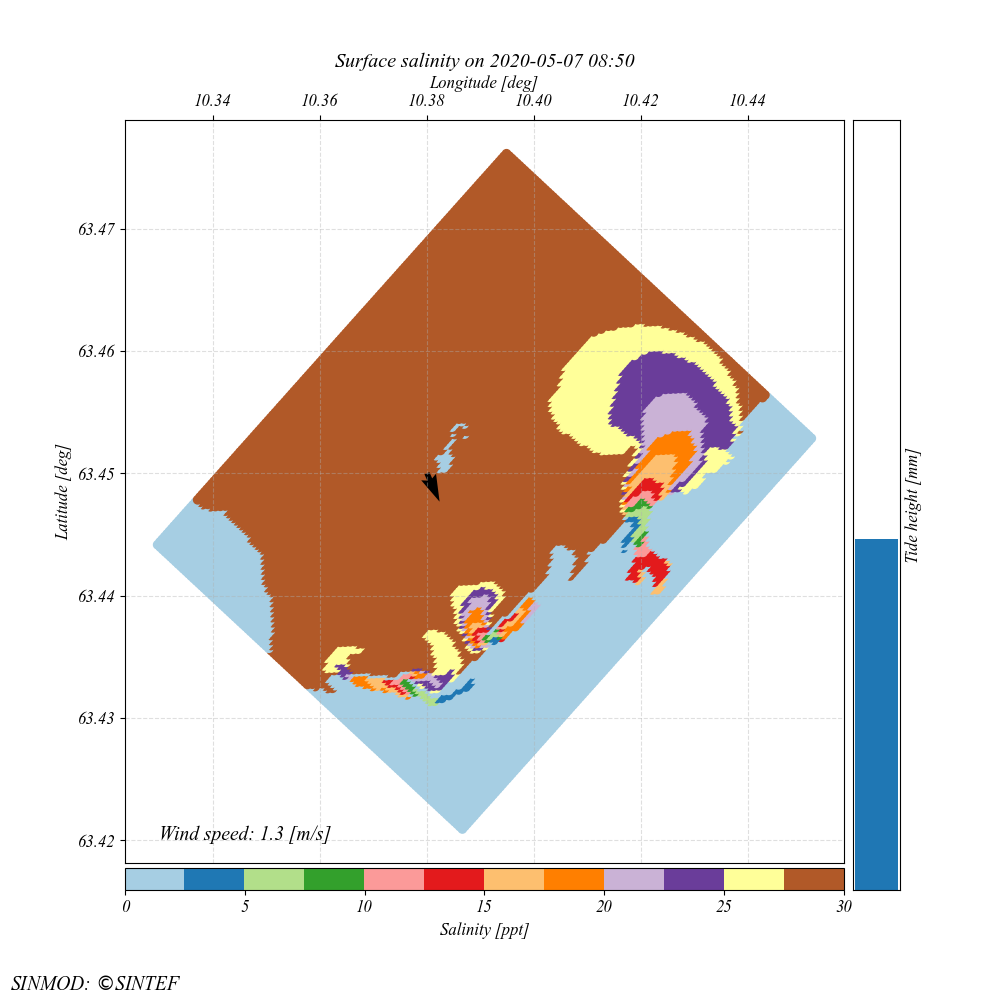 Surface salinity on 2020-05-07 08:50
Longitude [deg]
10.34 10.36 10.38 10.40 10.42 10.44
63.47
63.46
63.45
63.44
63.43
63.42
Latitude [deg]
Tide height [mm]
Wind speed: 1.3 [m/s]
0 5 10 15 20 25 30
Salinity [ppt]
SINMOD: ©SINTEF